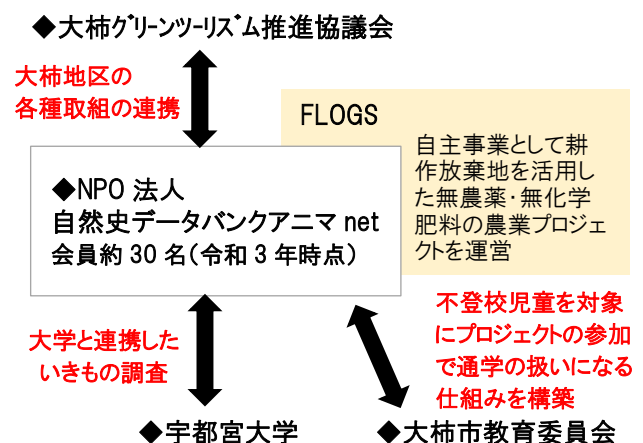 ◆大柿グリーンツーリズム推進協議会
大柿地区の
各種取組の連携
FLOGS
自主事業として耕
作放棄地を活用し
た無農薬・無化学
肥料の農業プロジェ
クトを運営
◆NPO 法人
自然史データバンクアニマ net
会員約 30 名（令和 3 年時点）
大学と連携した
いきもの調査
不登校児童を対象
にプロジェクトの参加
で通学の扱いになる
仕組みを構築
◆宇都宮大学
◆大柿市教育委員会